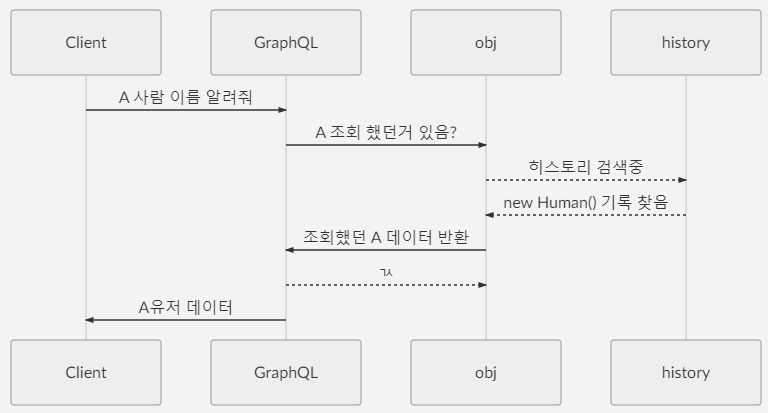 Client
GraphQL
obj
history
A 사람 이름 알려줘
A 조회 했던거 있음?
히스토리 검색중
new Human() 기록 찾음
조회했던 A 데이터 반환
ㄳ
A유저 데이터
Client
GraphQL
obj
history